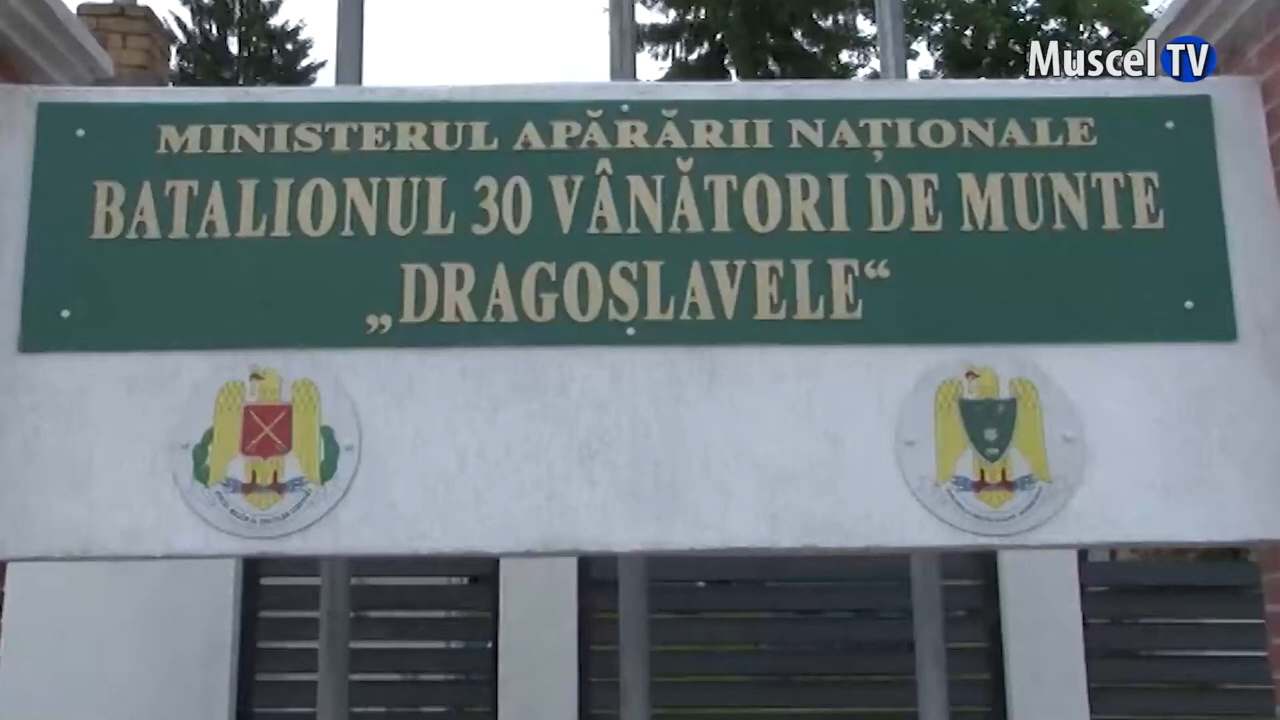 Muscel TV
MINISTERUL APĂRĂRII NAȚIONALE
BATALIONUL 30 VÂNĂTORI DE MUNTE
„DRAGOSLAVELE“